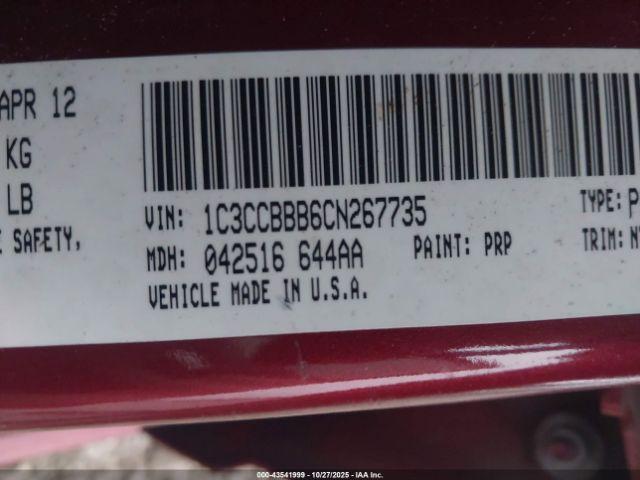 APR 12
KG
LB
E SAFETY,
VIN: 1C3CCBBB6CN267735
TYPE: P
MDH: 042516 644AA
PAINT: PRP
TRIM:
VEHICLE MADE IN U.S.A.
000-43541999 | 10/27/2025 | IAA Inc.